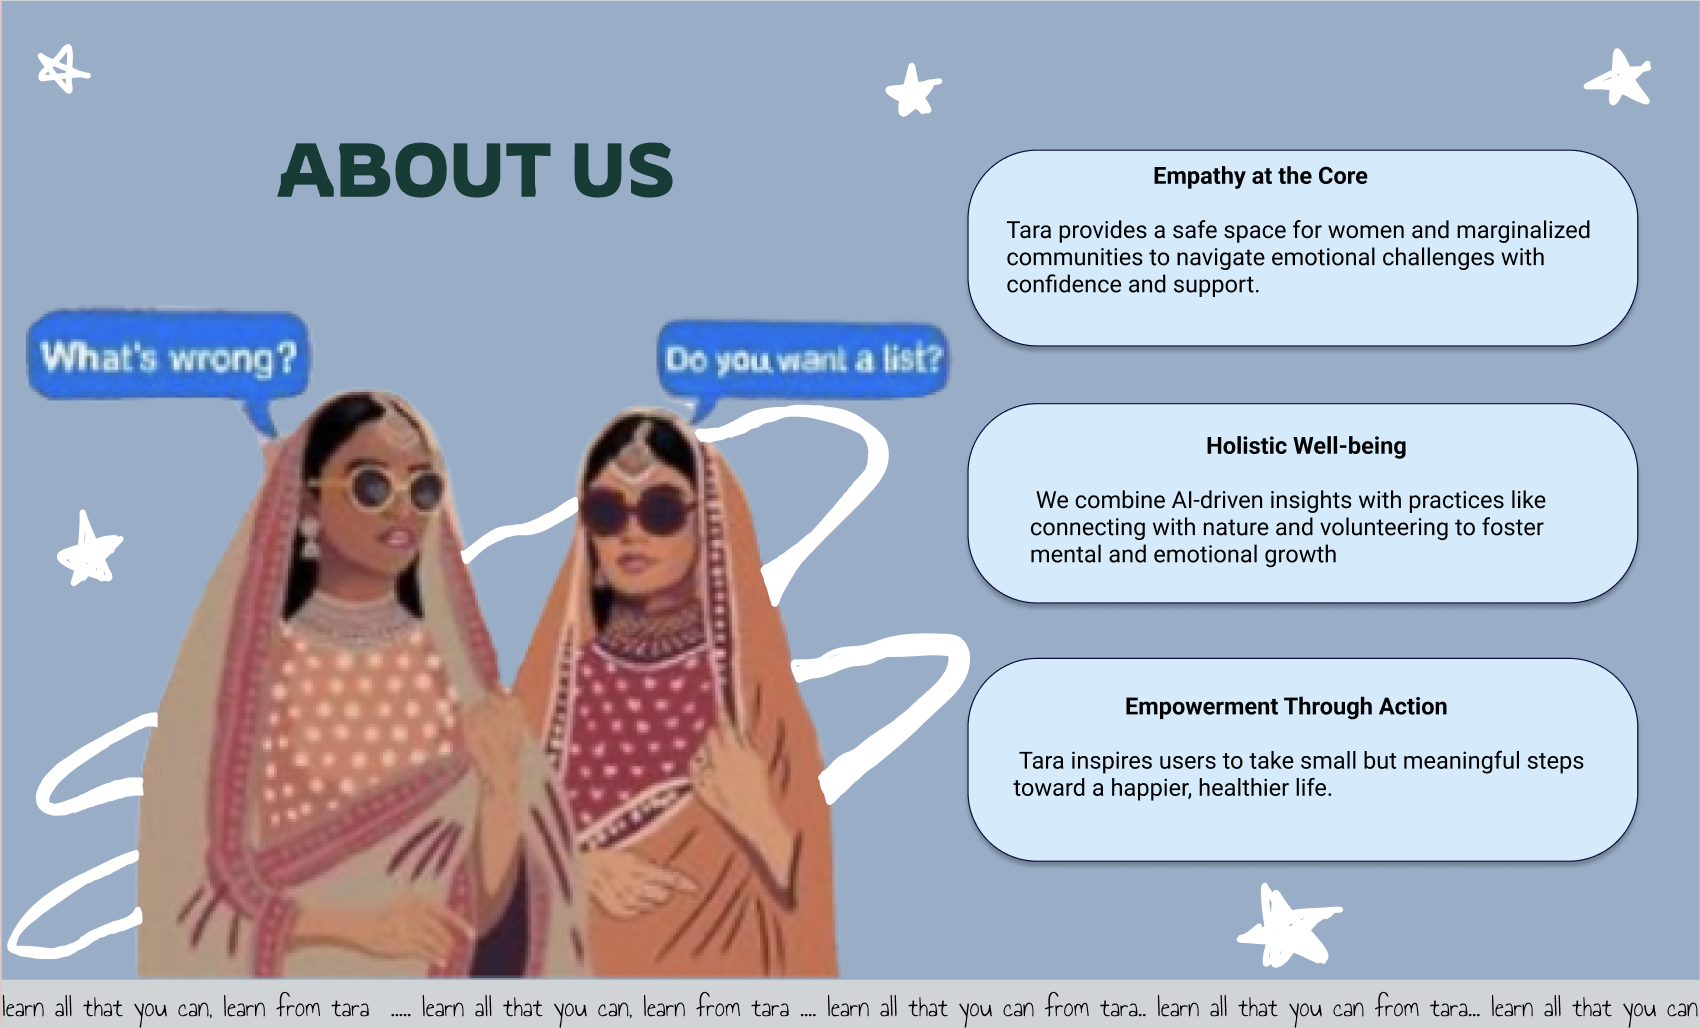 ABOUT US
What's wrong?
Do you want a list?
Empathy at the Core
Tara provides a safe space for women and marginalized
communities to navigate emotional challenges with
confidence and support.
Holistic Well-being
We combine AI-driven insights with practices like
connecting with nature and volunteering to foster
mental and emotional growth
Empowerment Through Action
Tara inspires users to take small but meaningful steps
toward a happier, healthier life.
learn all that you can, learn from tara ..... learn all that you can, learn from tara .... learn all that you can from tara.. learn all that you can from tara... learn all that you can